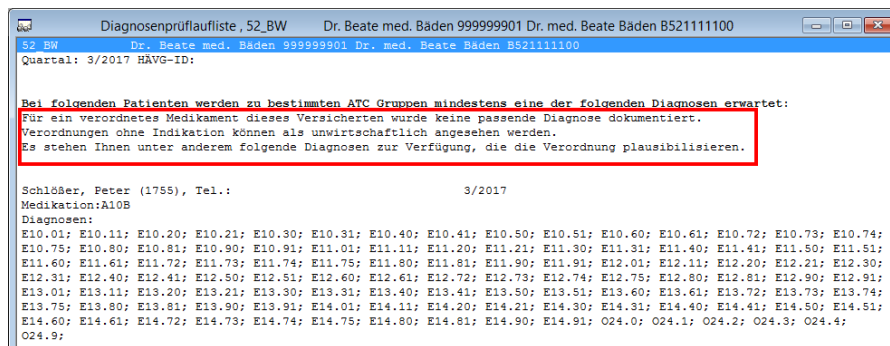 Diagnosenprüflaufliste , 52_BW Dr. Beate med. Bäden 999999901 Dr. med. Beate Bäden B521111100
52_BW Dr. Beate med. Bäden 999999901 Dr. med. Beate Bäden B521111100
Quartal: 3/2017 HÄVG-ID:
Bei folgenden Patienten werden zu bestimmten ATC Gruppen mindestens eine der folgenden Diagnosen erwartet:
Für ein verordnetes Medikament dieses Versicherten wurde keine passende Diagnose dokumentiert.
Verordnungen ohne Indikation können als unwirtschaftlich angesehen werden.
Es stehen Ihnen unter anderem folgende Diagnosen zur Verfügung, die die Verordnung plausibilisieren.
Schlößer, Peter (1755), Tel.: 3/2017
Medikation:A10B
Diagnosen:
E10.01; E10.11; E10.20; E10.21; E10.30; E10.31; E10.40; E10.41; E10.50; E10.51; E10.60; E10.61; E10.72; E10.73; E10.74;
E10.75; E10.80; E10.81; E10.90; E10.91; E11.01; E11.11; E11.20; E11.21; E11.30; E11.31; E11.40; E11.41; E11.50; E11.51;
E11.60; E11.61; E11.72; E11.73; E11.74; E11.75; E11.80; E11.81; E11.90; E11.91; E12.01; E12.11; E12.20; E12.21; E12.30;
E12.31; E12.40; E12.41; E12.50; E12.51; E12.60; E12.61; E12.72; E12.73; E12.74; E12.75; E12.80; E12.81; E12.90; E12.91;
E13.01; E13.11; E13.20; E13.21; E13.30; E13.31; E13.40; E13.41; E13.50; E13.51; E13.60; E13.61; E13.72; E13.73; E13.74;
E13.75; E13.80; E13.81; E13.90; E13.91; E14.01; E14.11; E14.20; E14.21; E14.30; E14.31; E14.40; E14.41; E14.50; E14.51;
E14.60; E14.61; E14.72; E14.73; E14.74; E14.75; E14.80; E14.81; E14.90; E14.91; O24.0; O24.1; O24.2; O24.3; O24.4;
O24.9;